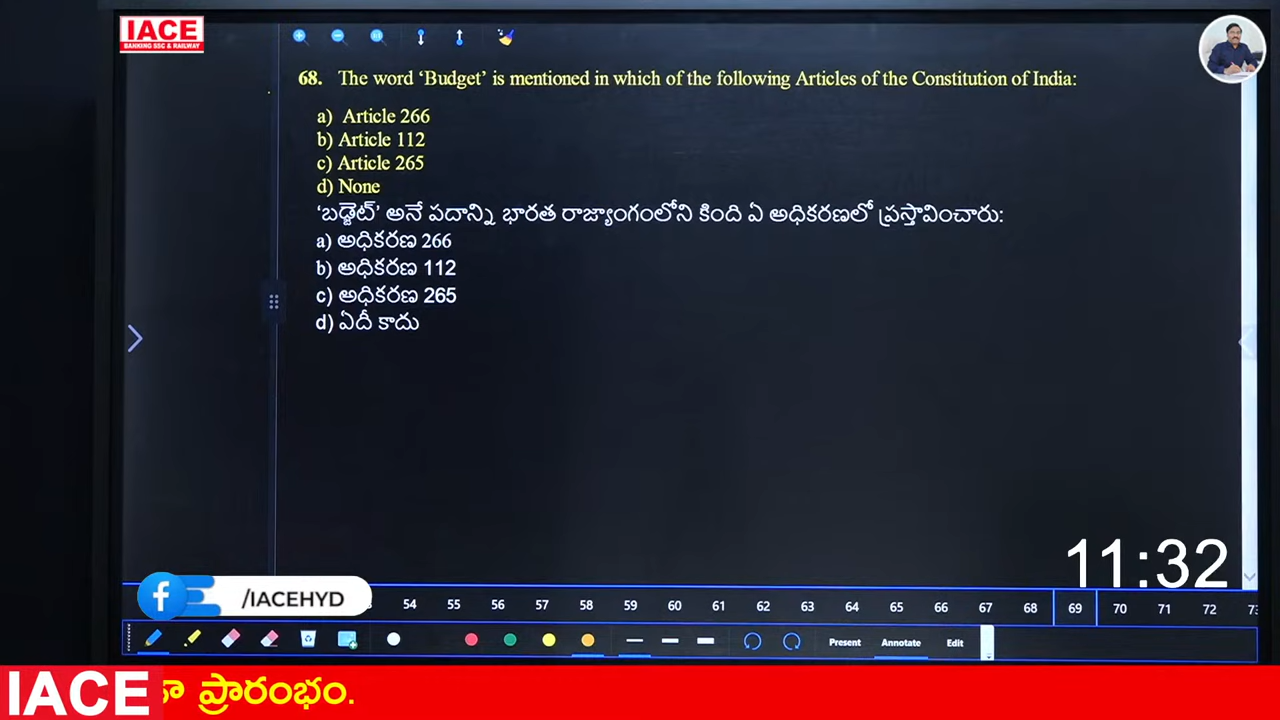 IACE
BANKING SSC & RAILWAY
68. The word ‘Budget’ is mentioned in which of the following Articles of the Constitution of India:
a) Article 266
b) Article 112
c) Article 265
d) None
‘బడ్జెట్’ అనే పదాన్ని భారత రాజ్యాంగంలోని కింది ఏ అధికరణలో ప్రస్తావించారు:
a) అధికరణ 266
b) అధికరణ 112
c) అధికరణ 265
d) ఏదీ కాదు
11:32
/IACEHYD
54 55 56 57 58 59 60 61 62 63 64 65 66 67 68 69 70 71 72
Present Annotate Edit
IACE ప్రారంభం.